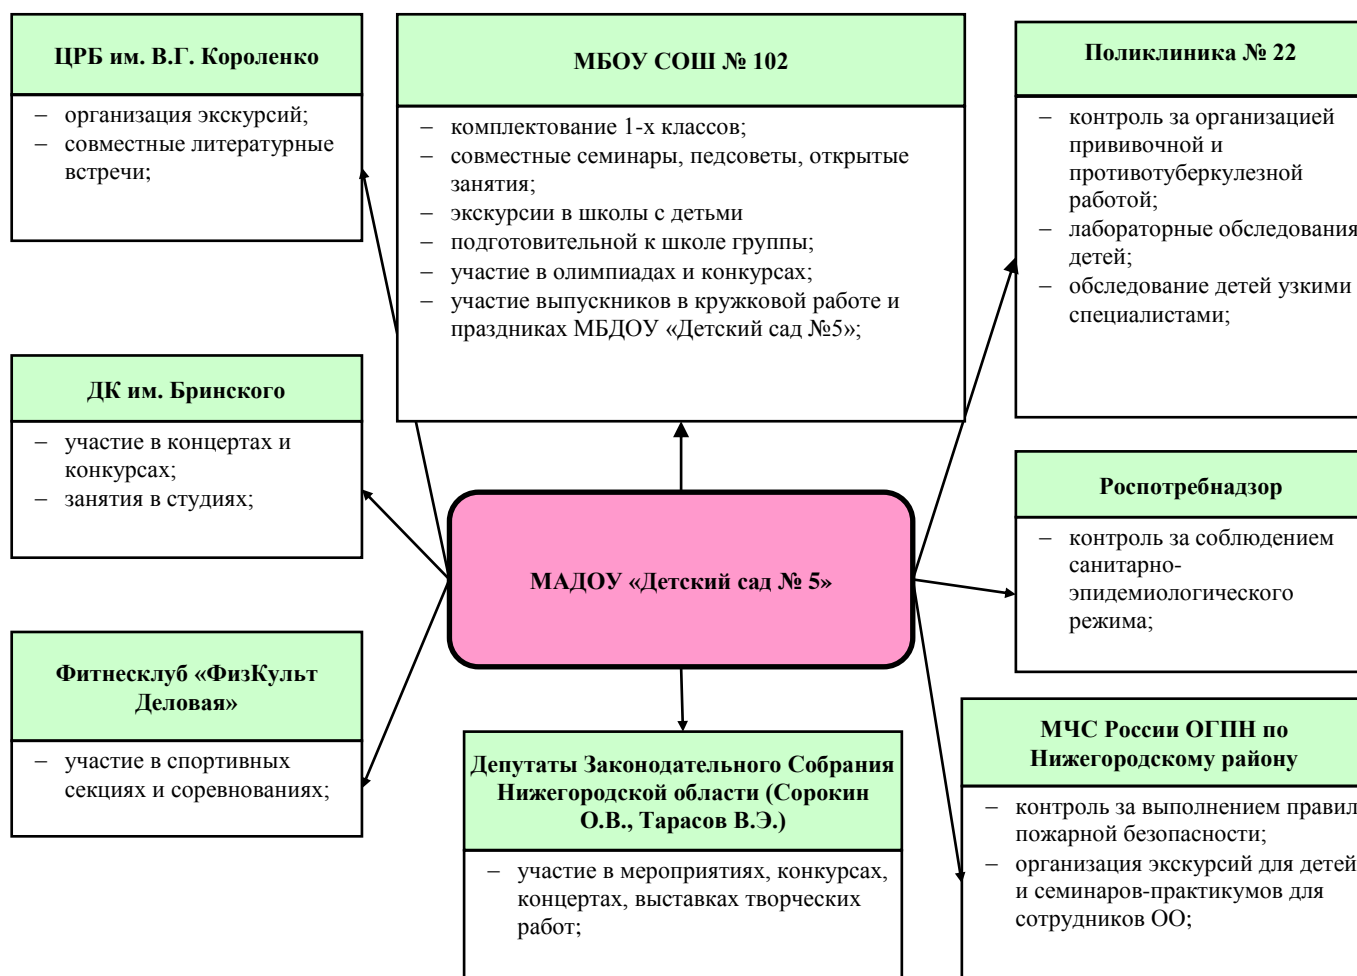 ЦРБ им. В.Г. Короленко
– организация экскурсий;
– совместные литературные
встречи;
МБОУ СОШ № 102
– комплектование 1-х классов;
– совместные семинары, педсоветы, открытые
занятия;
– экскурсии в школы с детьми
– подготовительной к школе группы;
– участие в олимпиадах и конкурсах;
– участие выпускников в кружковой работе и
праздниках МБДОУ «Детский сад №5»;
Поликлиника № 22
– контроль за организацией
прививочной и
противотуберкулезной
работой;
– лабораторные обследования
детей;
– обследование детей узкими
специалистами;
ДК им. Бринского
– участие в концертах и
конкурсах;
– занятия в студиях;
МАДОУ «Детский сад № 5»
Роспотребнадзор
– контроль за соблюдением
санитарно-
эпидемиологического
режима;
Фитнесклуб «ФизКульт
Деловая»
– участие в спортивных
секциях и соревнованиях;
Депутаты Законодательного Собрания
Нижегородской области (Сорокин
О.В., Тарасов В.Э.)
– участие в мероприятиях, конкурсах,
концертах, выставках творческих
работ;
МЧС России ОГПН по
Нижегородскому району
– контроль за выполнением правил
пожарной безопасности;
– организация экскурсий для детей
и семинаров-практикумов для
сотрудников ОО;